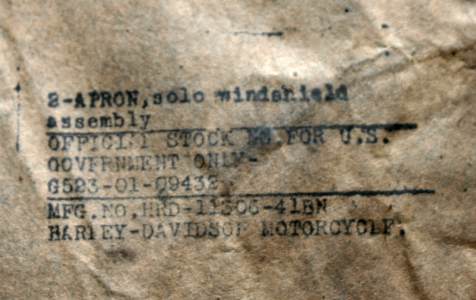 2-APRON, solo windshield
assembly
OFFICIAL STOCK NO. FOR U.S.
GOVERNMENT ONLY-
G523-01-09432
MFG.NO.HRD-11506-41BN
HARLEY-DAVIDSON MOTORCYCLE.